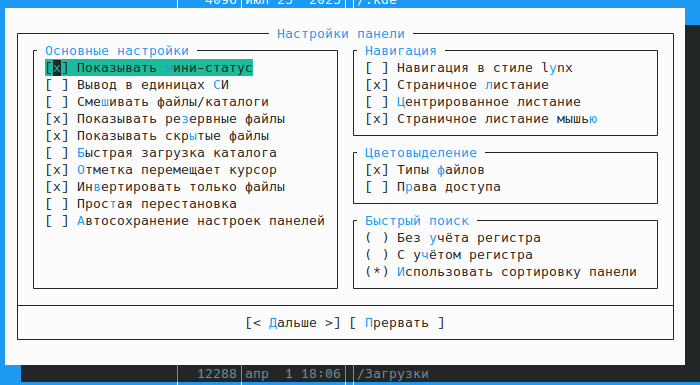 4096 июл 25 2025 /.kde
Настройки панели
Основные настройки
[x] Показывать мини-статус
[ ] Вывод в единицах СИ
[ ] Смешивать файлы/каталоги
[x] Показывать резервные файлы
[x] Показывать скрытые файлы
[ ] Быстрая загрузка каталога
[x] Отметка перемещает курсор
[x] Инвертировать только файлы
[ ] Простая перестановка
[ ] Автосохранение настроек панелей
Навигация
[ ] Навигация в стиле lynx
[x] Страничное листание
[ ] Центрированное листание
[x] Страничное листание мышью
Цветовыделение
[x] Типы файлов
[ ] Права доступа
Быстрый поиск
( ) Без учёта регистра
( ) С учётом регистра
(*) Использовать сортировку панели
[< Дальше >] [ Прервать ]
12288 апр 1 18:06 /Загрузки